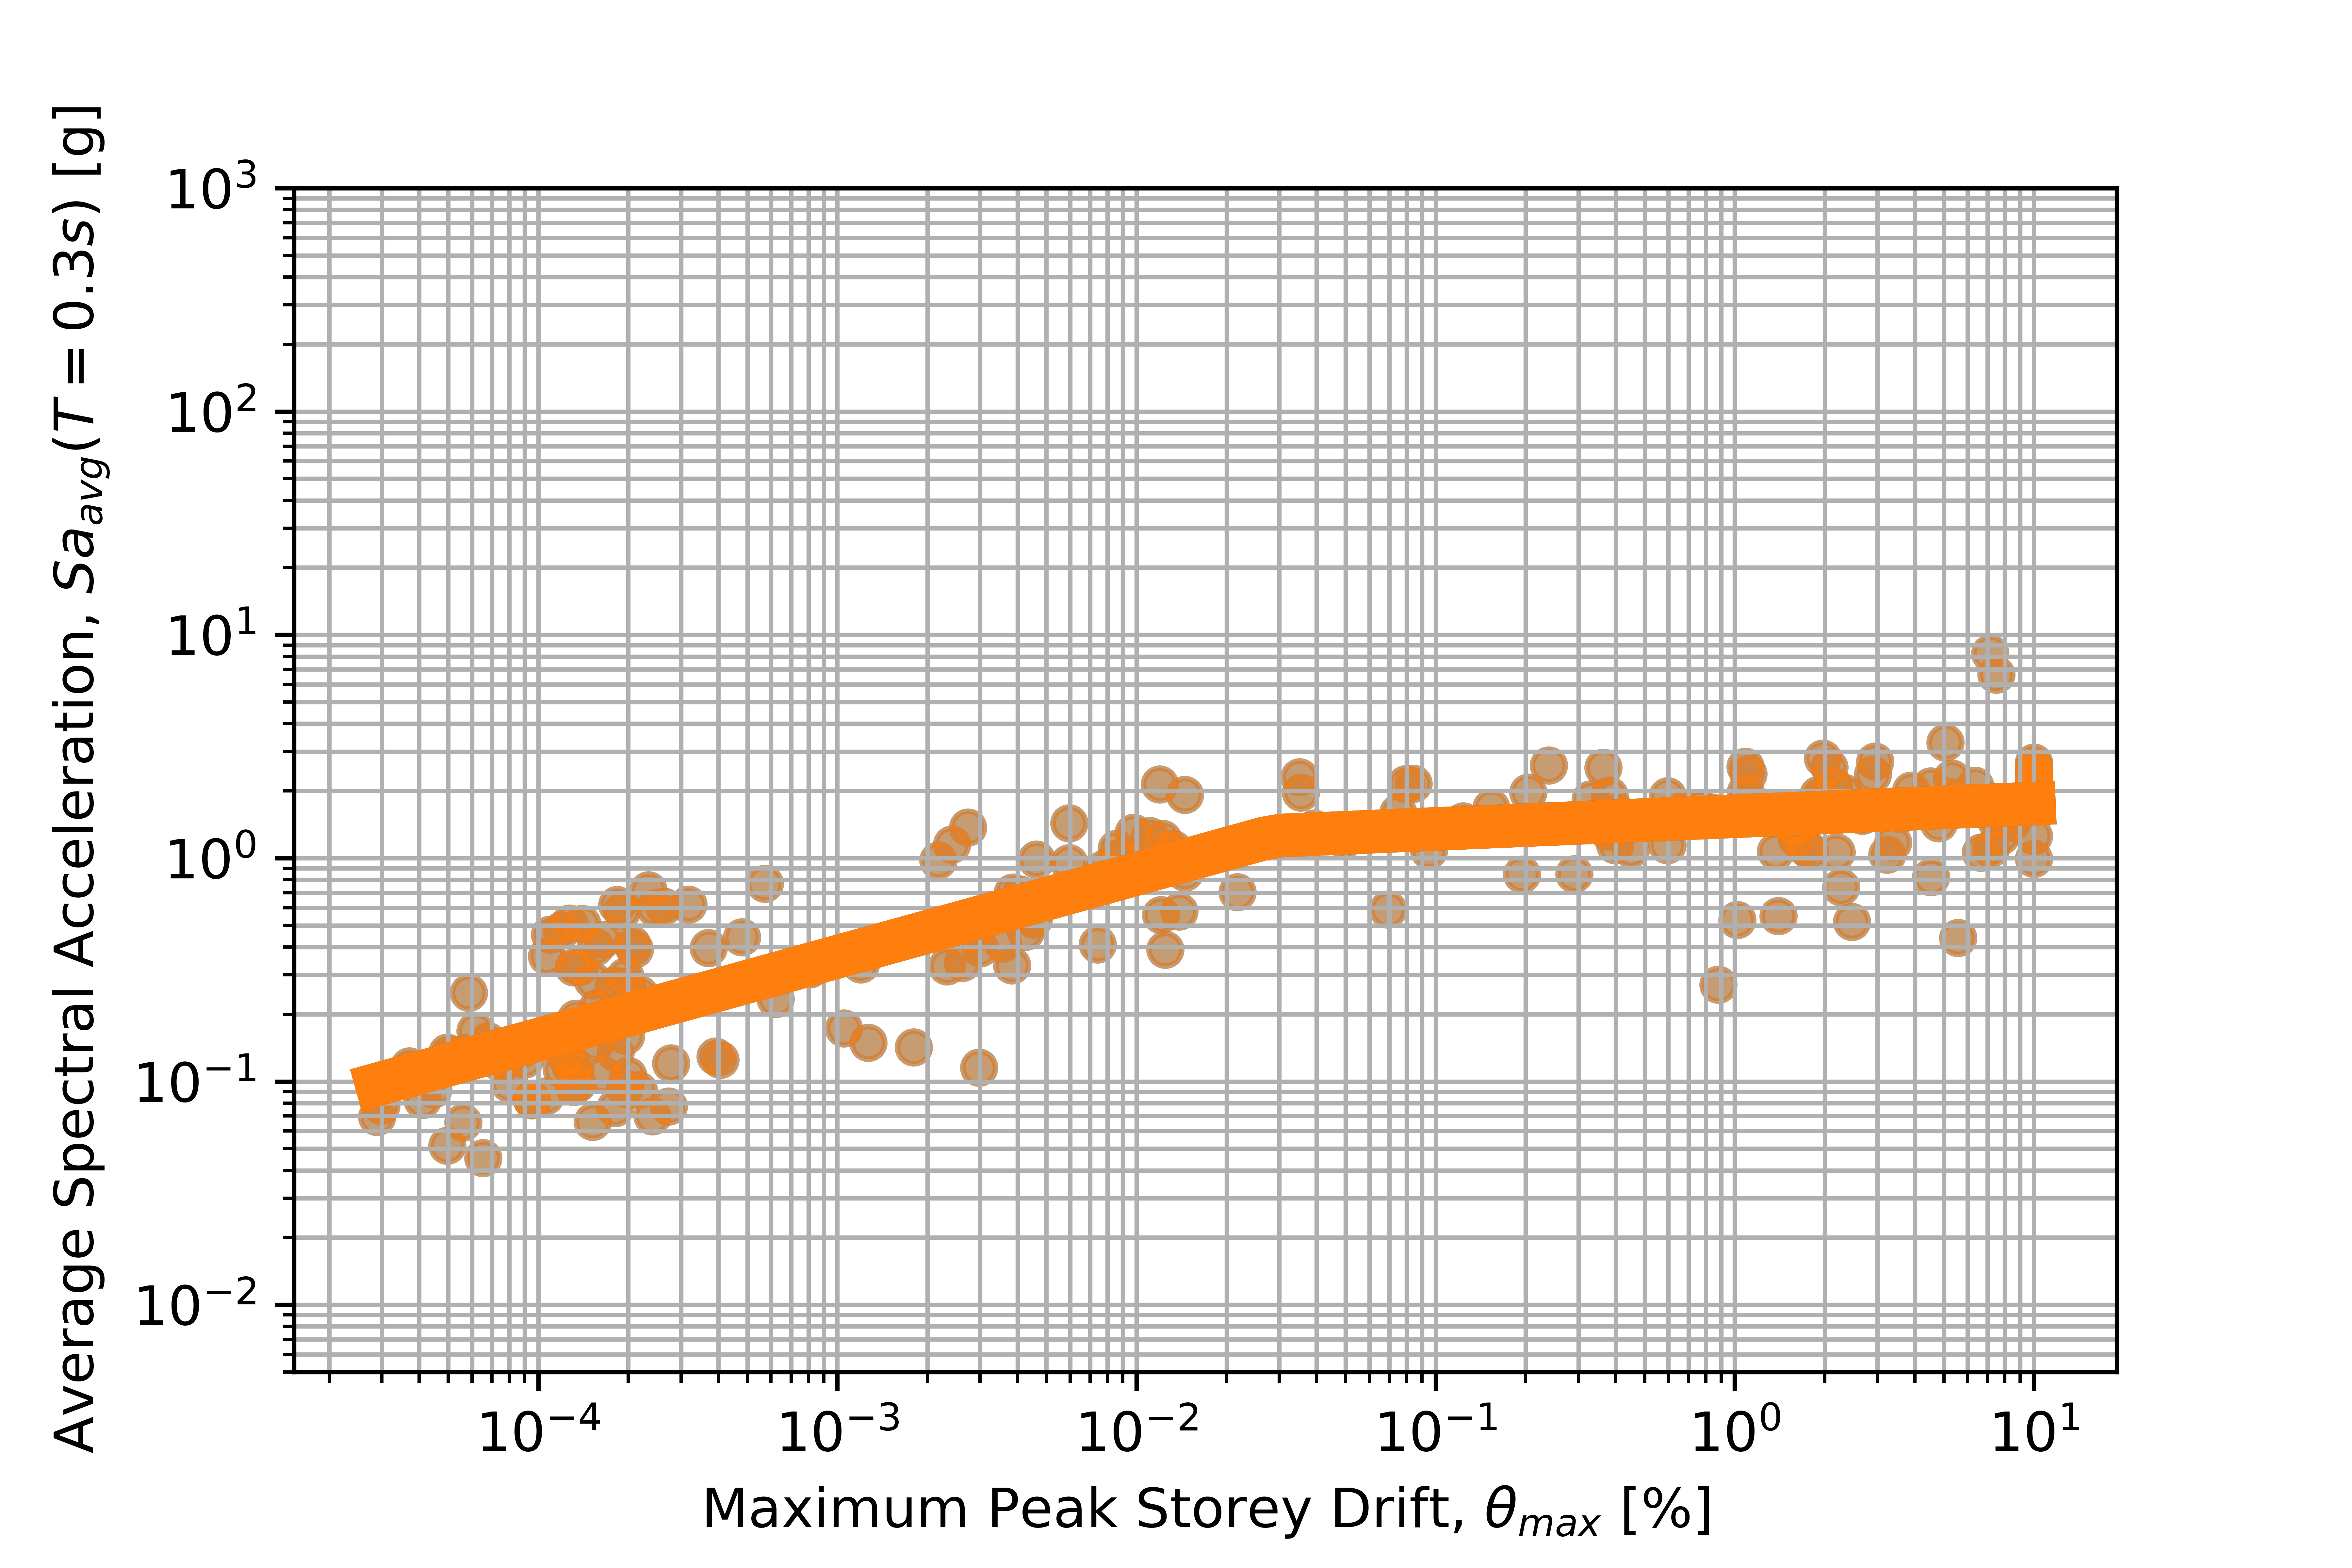 Average Spectral Acceleration, Sa_avg(T = 0.3s) [g]
10^3
10^2
10^1
10^0
10^−1
10^−2
10^−4 10^−3 10^−2 10^−1 10^0 10^1
Maximum Peak Storey Drift, θ_max [%]